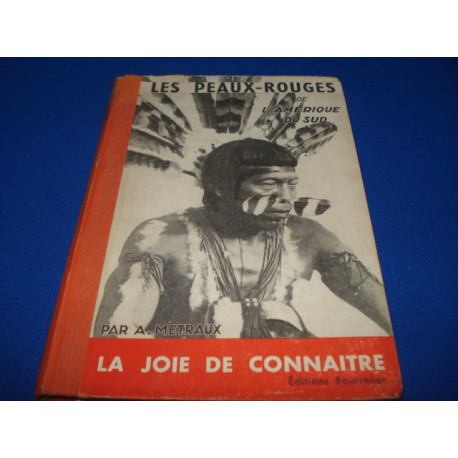 LES PEAUX-ROUGES
DE
L'AMÉRIQUE
DU SUD
PAR A. MÉTRAUX
LA JOIE DE CONNAITRE
Éditions Bourrelier